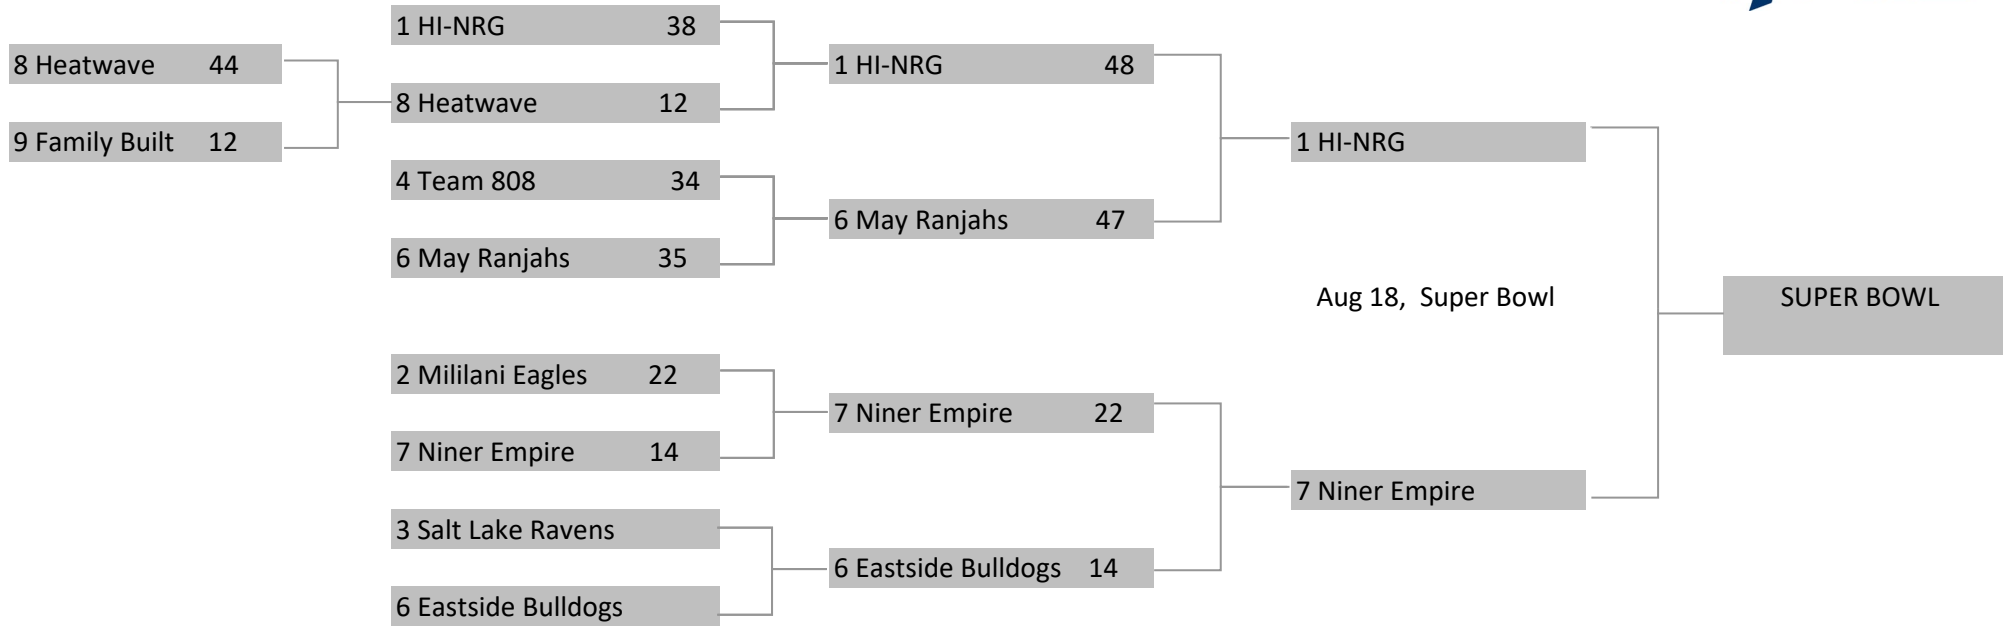 8 Heatwave 44
9 Family Built 12
1 HI-NRG 38
8 Heatwave 12
4 Team 808 34
6 May Ranjahs 35
2 Mililani Eagles 22
7 Niner Empire 14
3 Salt Lake Ravens
6 Eastside Bulldogs
1 HI-NRG 48
6 May Ranjahs 47
7 Niner Empire 22
6 Eastside Bulldogs 14
1 HI-NRG
Aug 18, Super Bowl
7 Niner Empire
SUPER BOWL